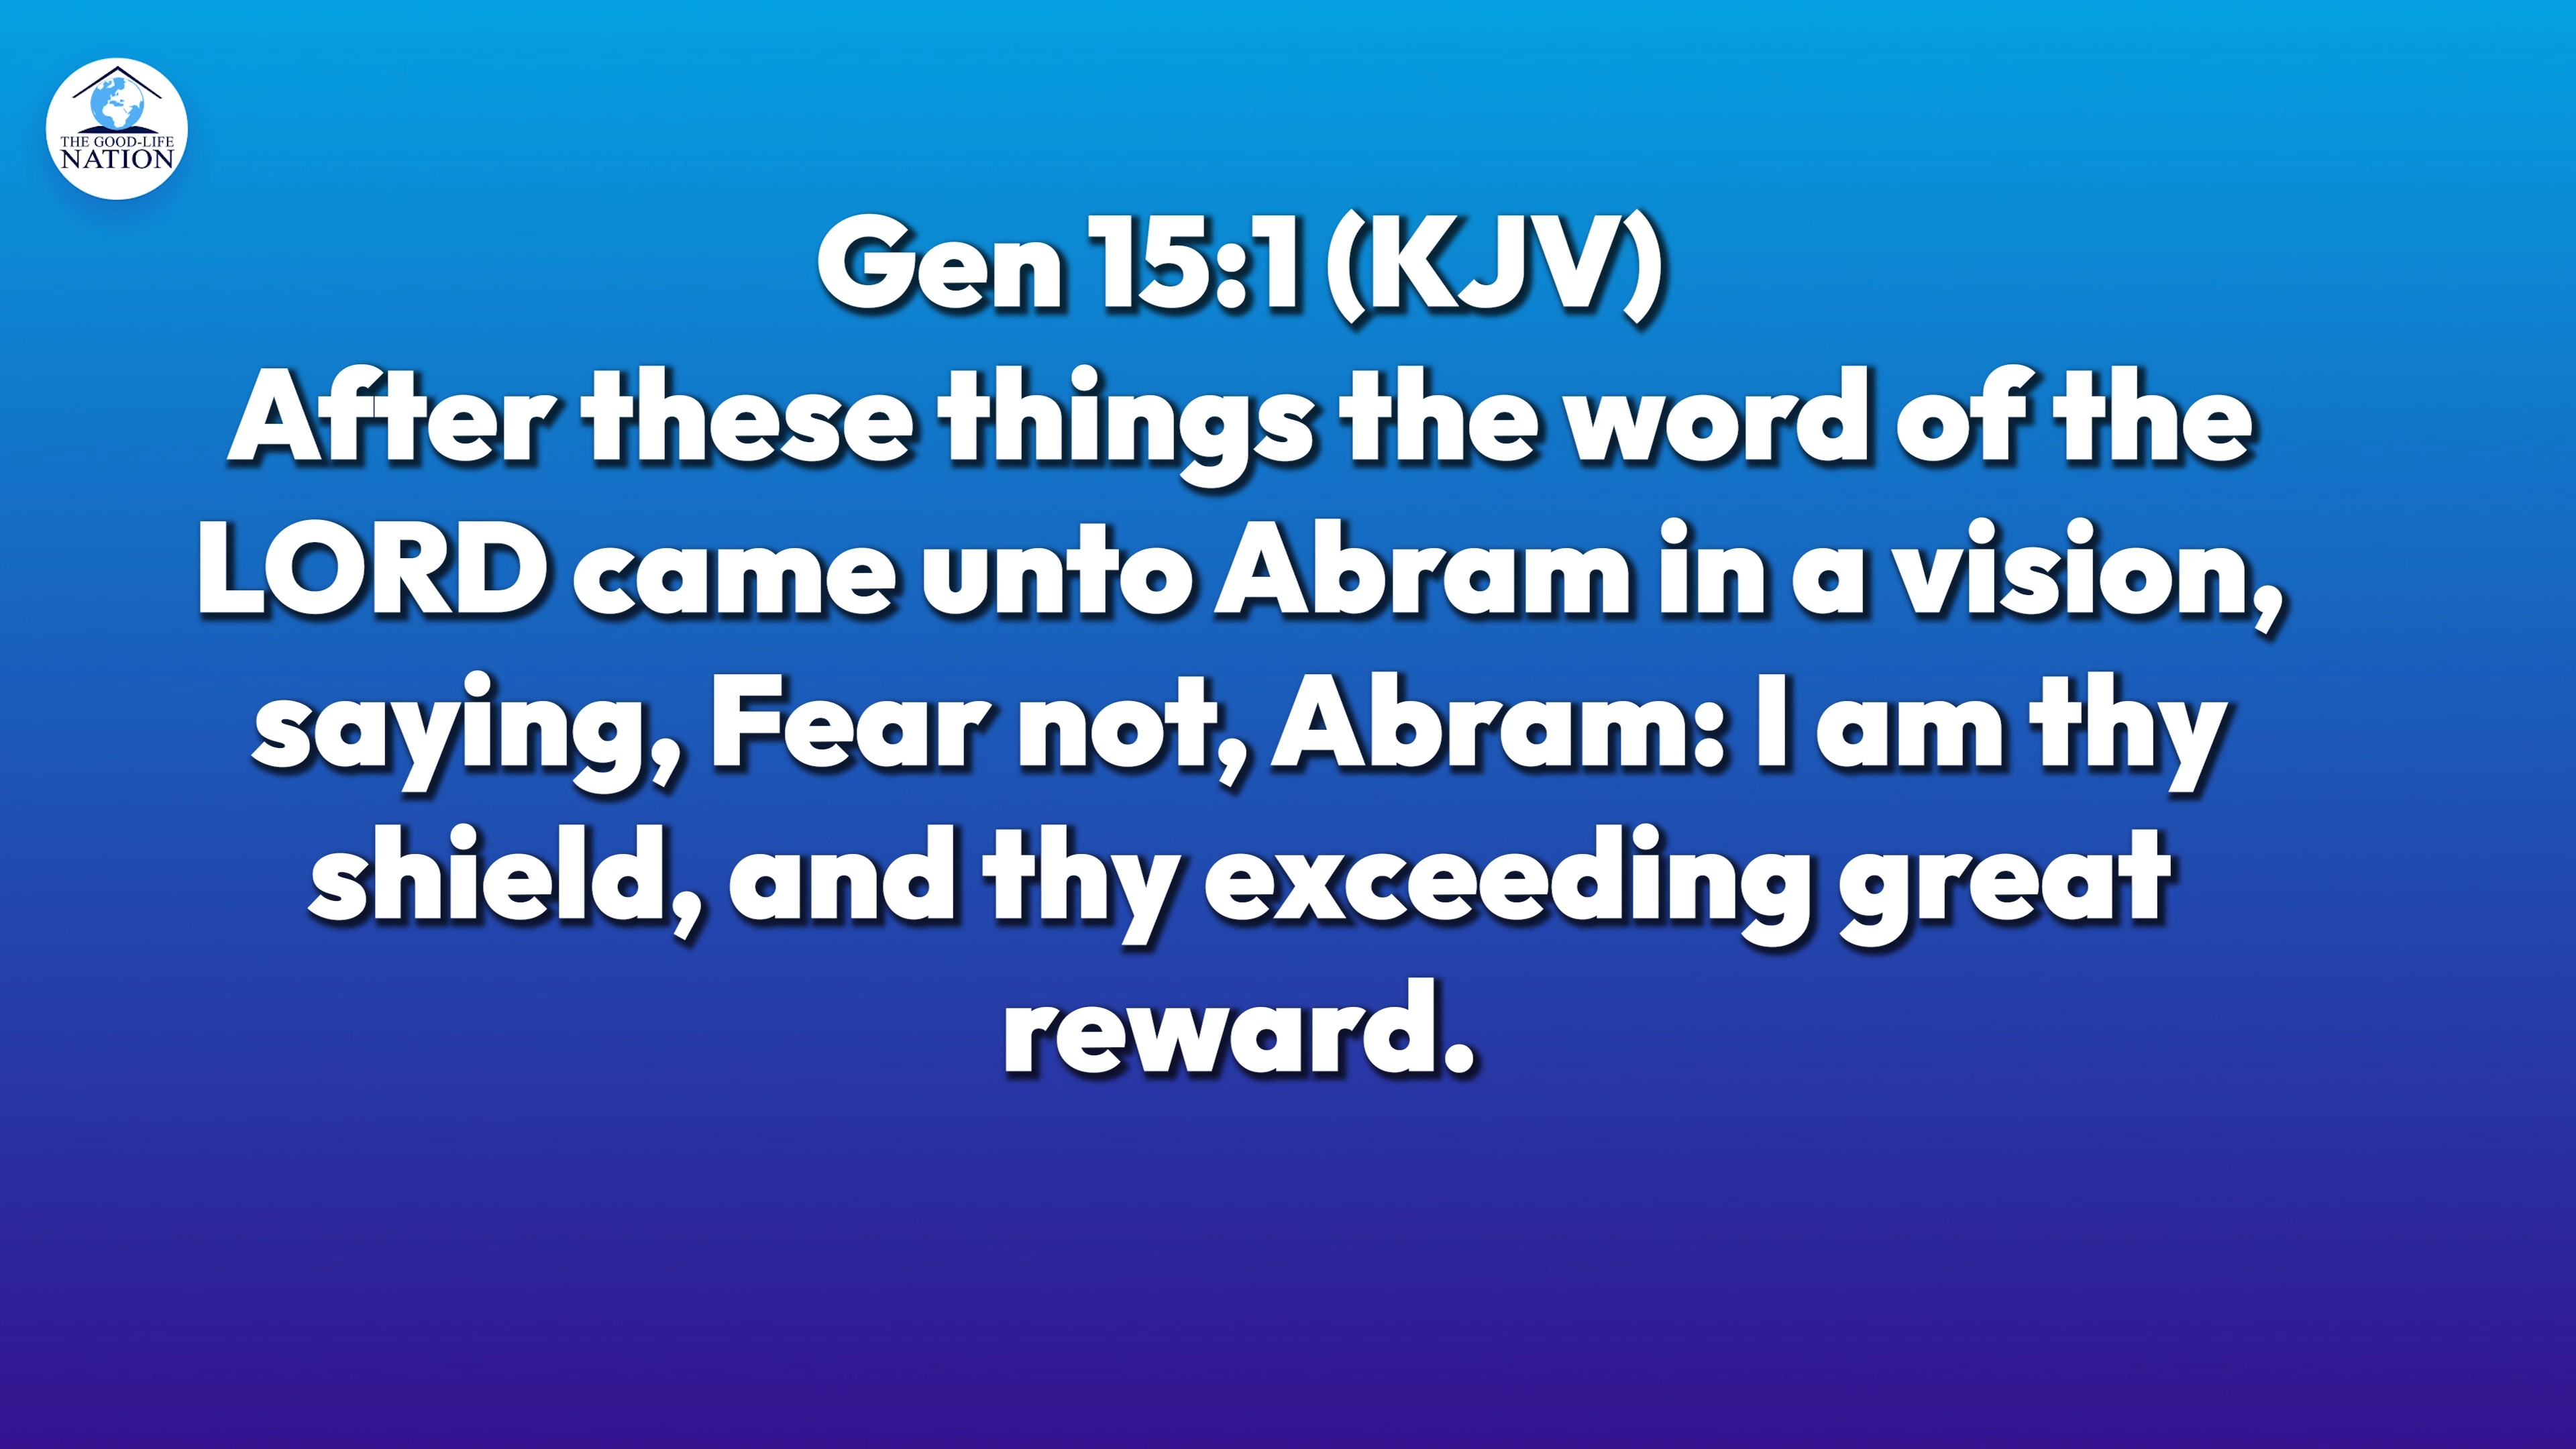 THE GOOD-LIFE
NATION
Gen 15:1 (KJV)
After these things the word of the
LORD came unto Abram in a vision,
saying, Fear not, Abram: I am thy
shield, and thy exceeding great
reward.